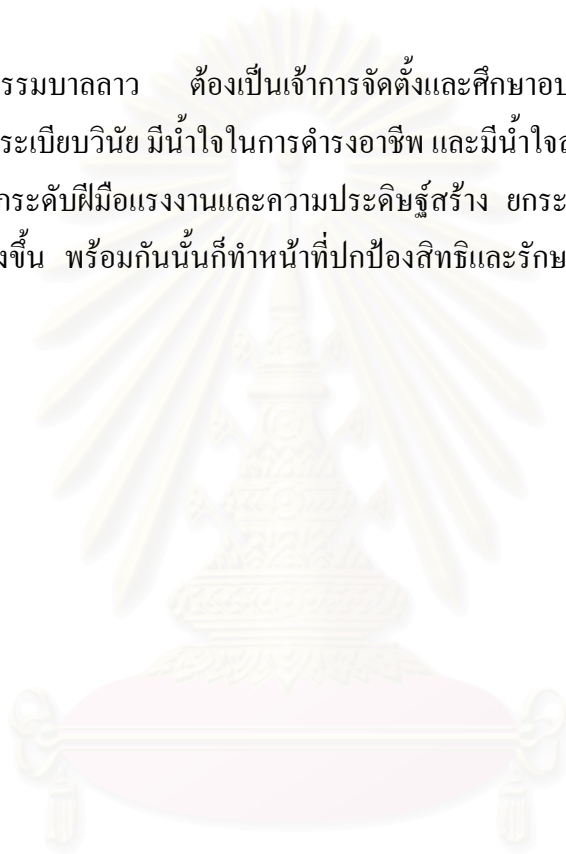 รรมบาลลาว ต้องเป็นเจ้าการจัดตั้งและศึกษาอบ
ระเบียบวินัย มีน้ำใจในการดำรงอาชีพ และมีน้ำใจ
กระดับฝีมือแรงงานและความประดิษฐ์สร้าง ยกระ
งขึ้น พร้อมกันนั้นก็ทำหน้าที่ปกป้องสิทธิและรักษ